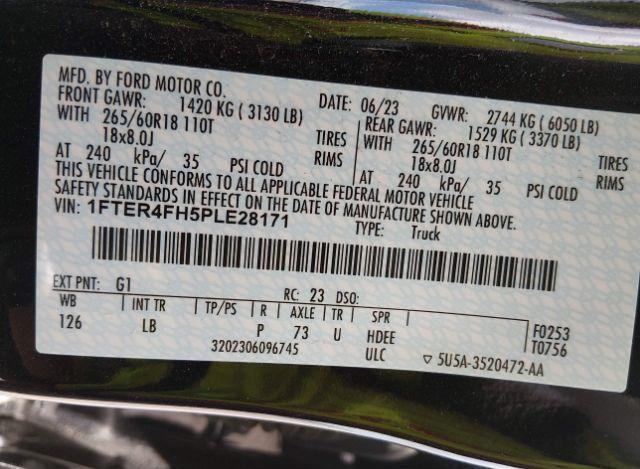 MFD. BY FORD MOTOR CO.
DATE: 06/23 GVWR: 2744 KG ( 6050 LB)
FRONT GAWR: 1420 KG ( 3130 LB) REAR GAWR: 1529 KG ( 3370 LB)
WITH 265/60R18 110T TIRES WITH 265/60R18 110T TIRES
18x8.0J RIMS 18x8.0J RIMS
AT 240 kPa/ 35 PSI COLD AT 240 kPa/ 35 PSI COLD
THIS VEHICLE CONFORMS TO ALL APPLICABLE FEDERAL MOTOR VEHICLE
SAFETY STANDARDS IN EFFECT ON THE DATE OF MANUFACTURE SHOWN ABOVE.
VIN: 1FTER4FH5PLE28171 TYPE: Truck
EXT PNT: G1 RC: 23 DSO:
WB INT TR TP/PS R AXLE TR SPR F0253
126 LB P 73 U HDEE T0756
3202306096745 ULC ▽ 5U5A-3520472-AA